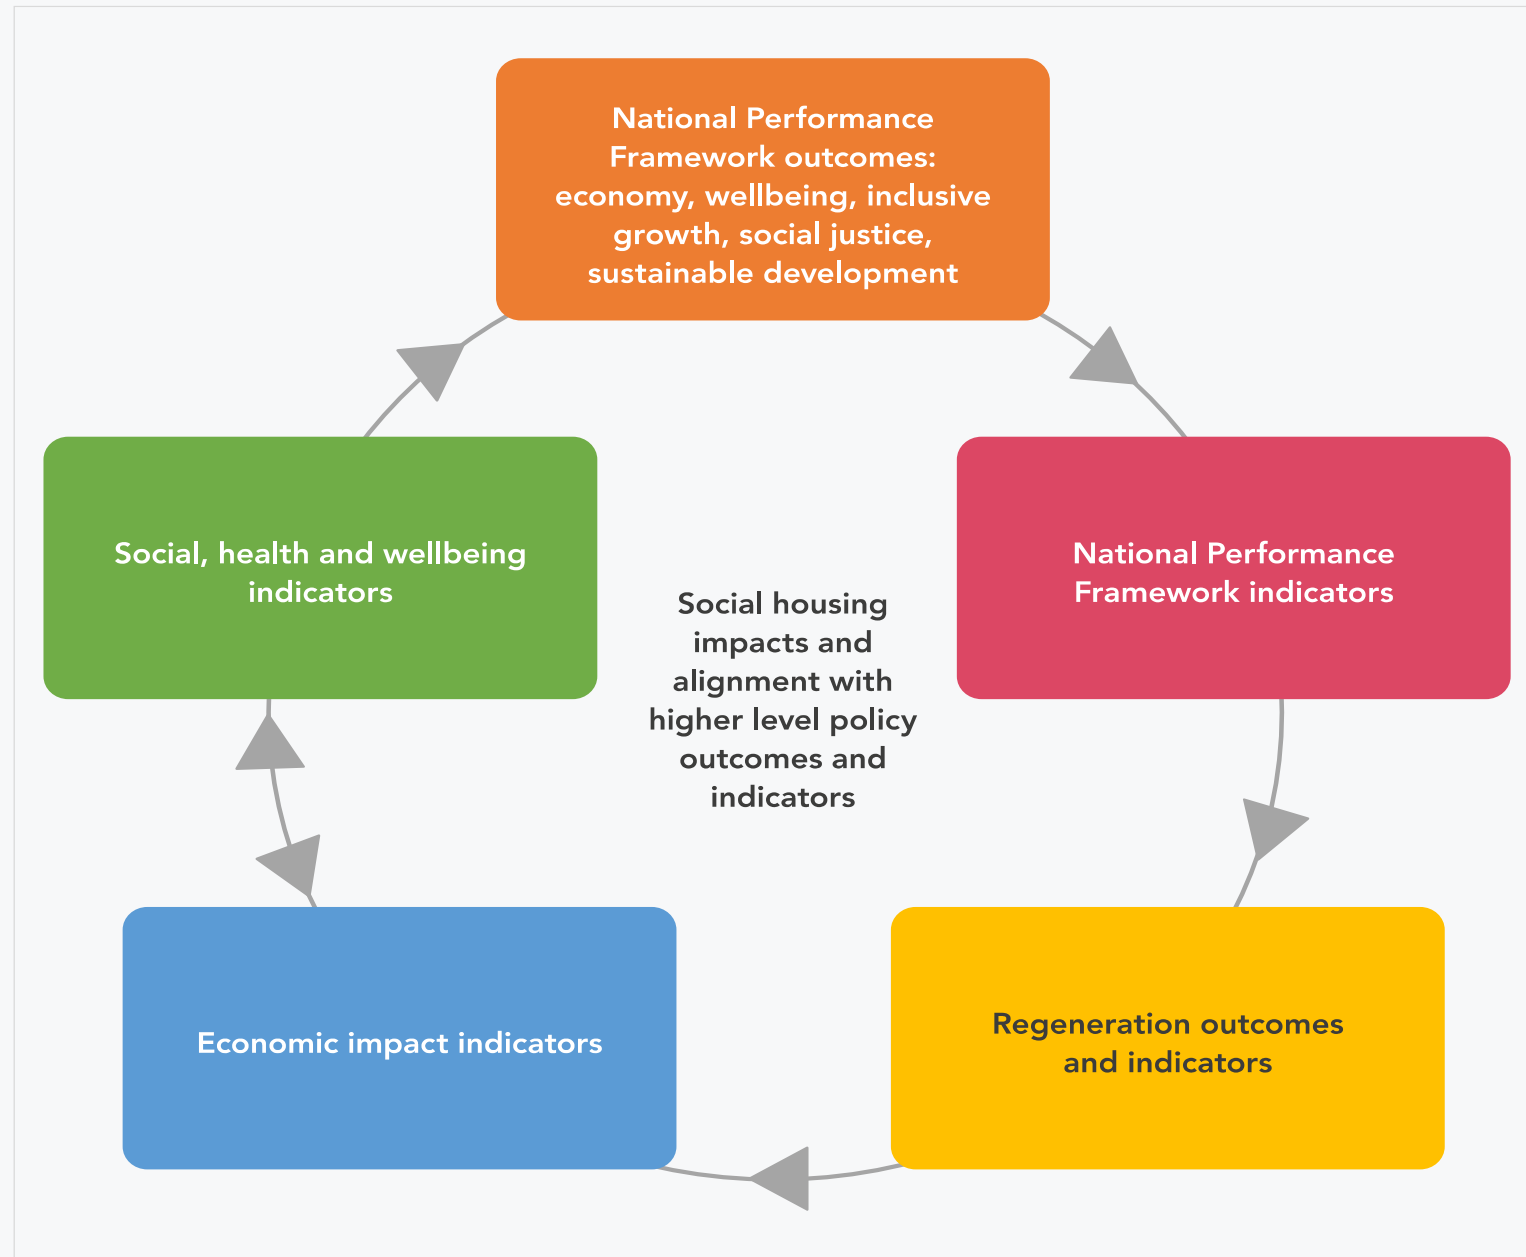 National Performance
Framework outcomes:
economy, wellbeing, inclusive
growth, social justice,
sustainable development
Social, health and wellbeing
indicators
National Performance
Framework indicators
Social housing
impacts and
alignment with
higher level policy
outcomes and
indicators
Economic impact indicators
Regeneration outcomes
and indicators